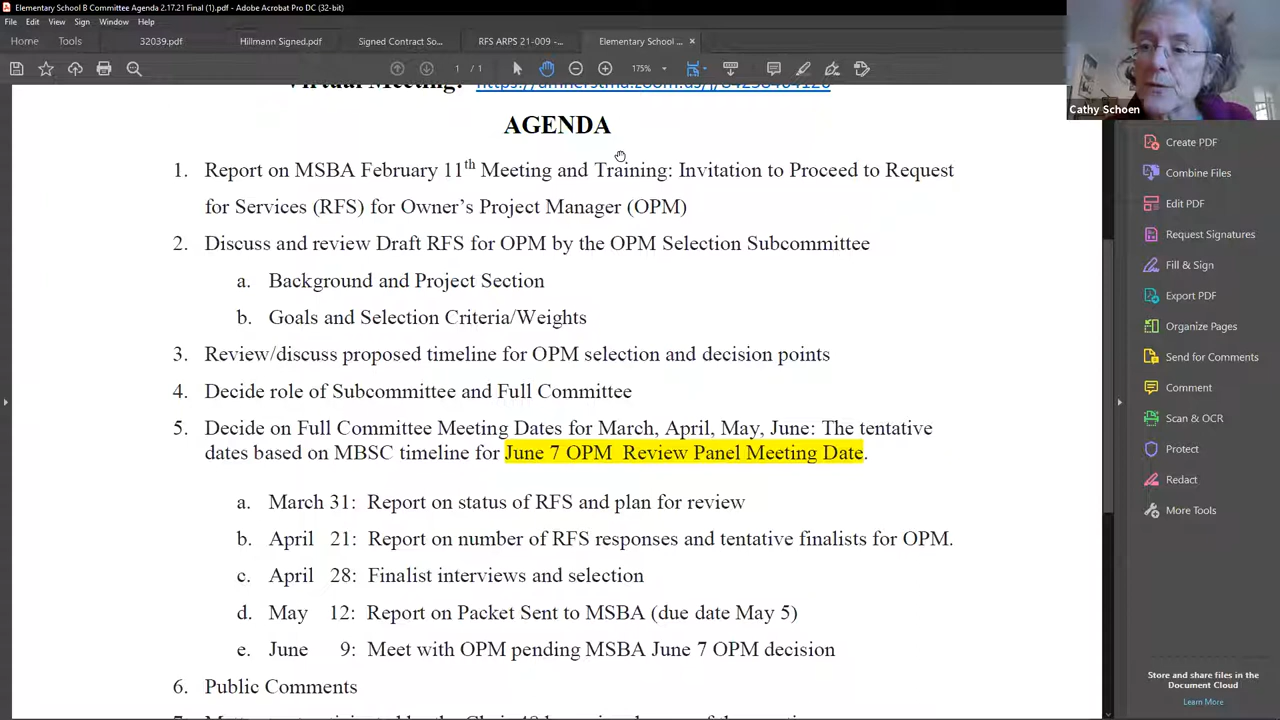 Elementary School B Committee Agenda 2.17.21 Final (1).pdf - Adobe Acrobat Pro DC (32-bit)
File Edit View Sign Window Help
Home Tools 32039.pdf Hillmann Signed.pdf Signed Contract So... RFS ARPS 21-009 -... Elementary School ... ×
1 / 1 175%
Cathy Schoen
Virtual Meeting:
AGENDA
1. Report on MSBA February 11th Meeting and Training: Invitation to Proceed to Request
for Services (RFS) for Owner's Project Manager (OPM)
2. Discuss and review Draft RFS for OPM by the OPM Selection Subcommittee
a. Background and Project Section
b. Goals and Selection Criteria/Weights
3. Review/discuss proposed timeline for OPM selection and decision points
4. Decide role of Subcommittee and Full Committee
5. Decide on Full Committee Meeting Dates for March, April, May, June: The tentative
dates based on MBSC timeline for June 7 OPM Review Panel Meeting Date.
a. March 31: Report on status of RFS and plan for review
b. April 21: Report on number of RFS responses and tentative finalists for OPM.
c. April 28: Finalist interviews and selection
d. May 12: Report on Packet Sent to MSBA (due date May 5)
e. June 9: Meet with OPM pending MSBA June 7 OPM decision
6. Public Comments
Create PDF
Combine Files
Edit PDF
Request Signatures
Fill & Sign
Export PDF
Organize Pages
Send for Comments
Comment
Scan & OCR
Protect
Redact
More Tools
Store and share files in the
Document Cloud
Learn More